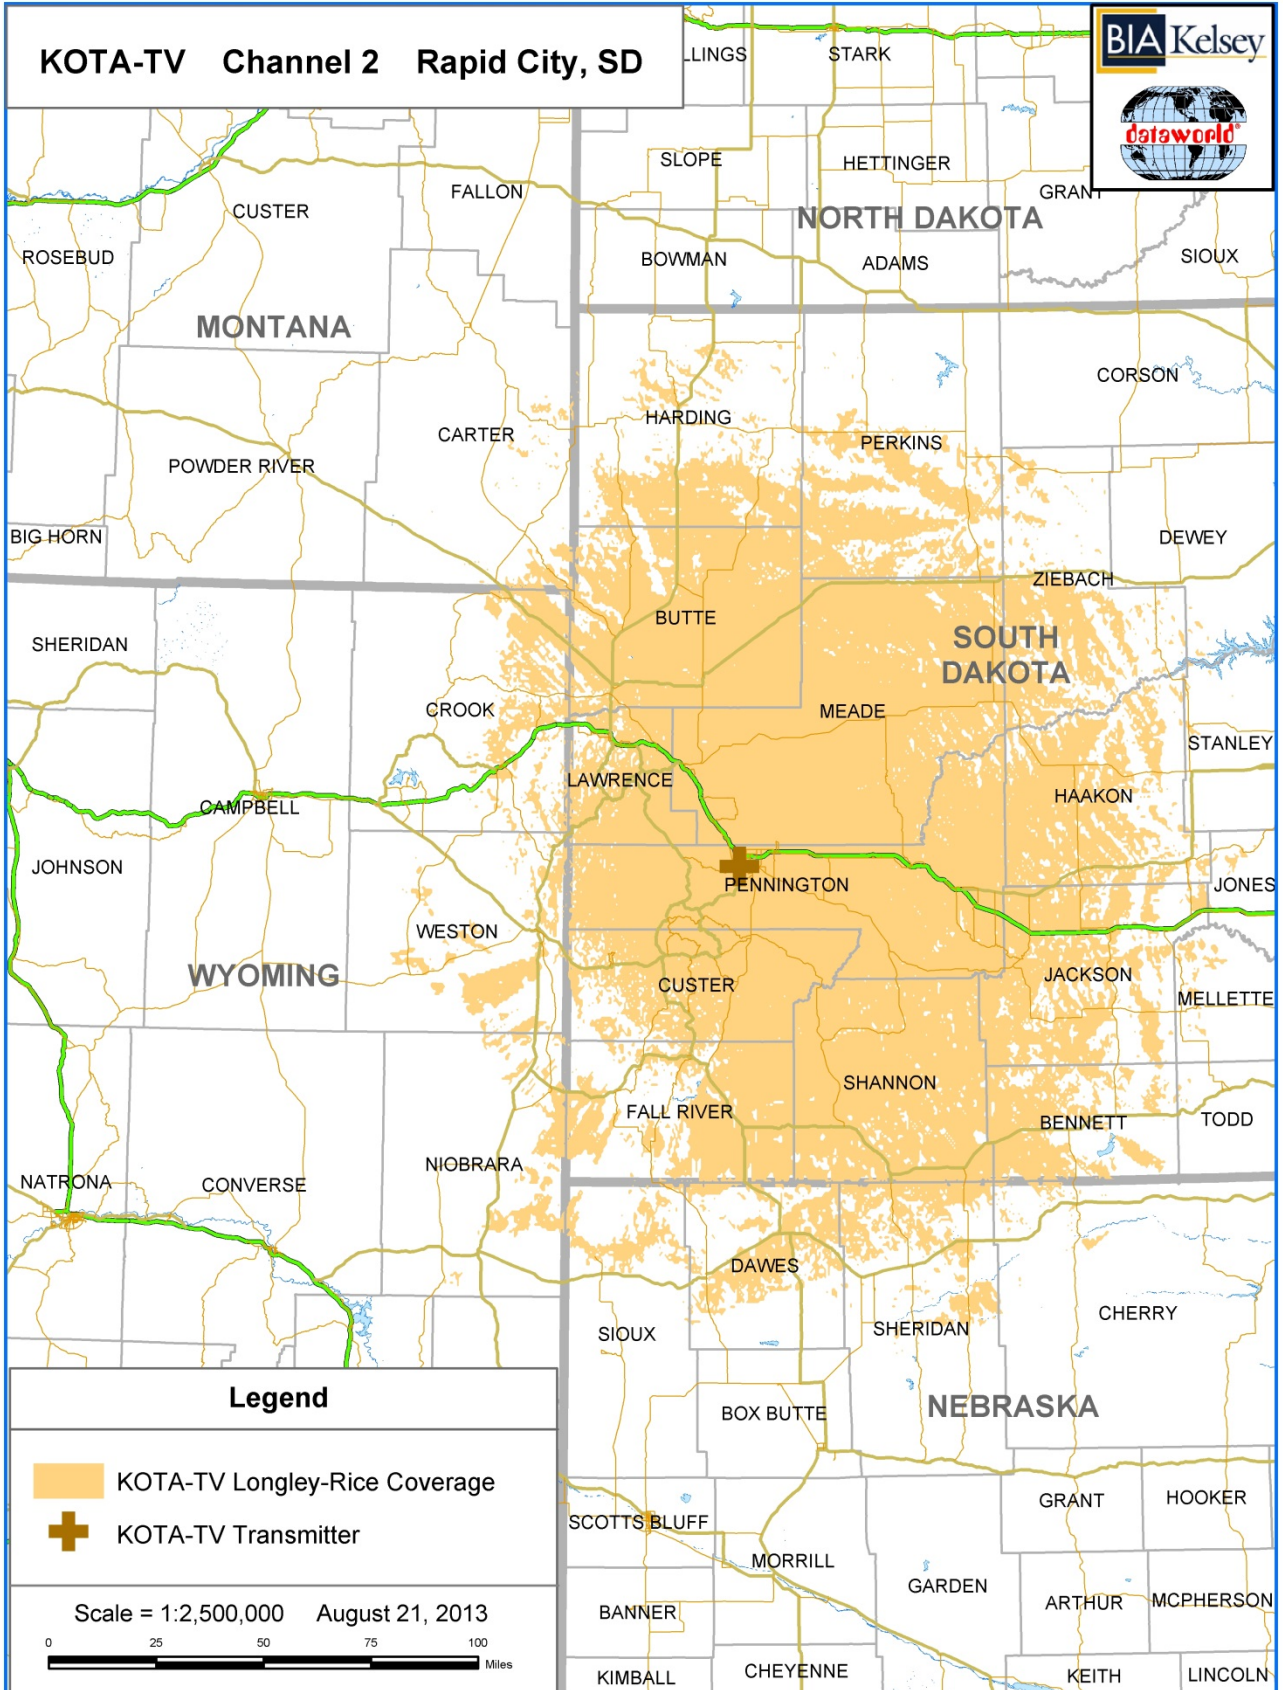 KOTA-TV Channel 2 Rapid City, SD
BIA Kelsey
dataworld®
LLINGS
STARK
SLOPE
HETTINGER
GRANT
FALLON
CUSTER
NORTH DAKOTA
ROSEBUD
BOWMAN
ADAMS
SIOUX
MONTANA
CORSON
HARDING
CARTER
PERKINS
POWDER RIVER
BIG HORN
DEWEY
ZIEBACH
BUTTE
SHERIDAN
SOUTH
DAKOTA
CROOK
MEADE
STANLEY
LAWRENCE
HAAKON
CAMPBELL
JOHNSON
PENNINGTON
JONES
WESTON
WYOMING
CUSTER
JACKSON
MELLETTE
SHANNON
FALL RIVER
BENNETT
TODD
NIOBRARA
NATRONA
CONVERSE
DAWES
CHERRY
SIOUX
SHERIDAN
NEBRASKA
BOX BUTTE
GRANT
HOOKER
SCOTTS BLUFF
MORRILL
GARDEN
ARTHUR
MCPHERSON
BANNER
KIMBALL
CHEYENNE
KEITH
LINCOLN
Legend
KOTA-TV Longley-Rice Coverage
KOTA-TV Transmitter
Scale = 1:2,500,000 August 21, 2013
0 25 50 75 100
Miles